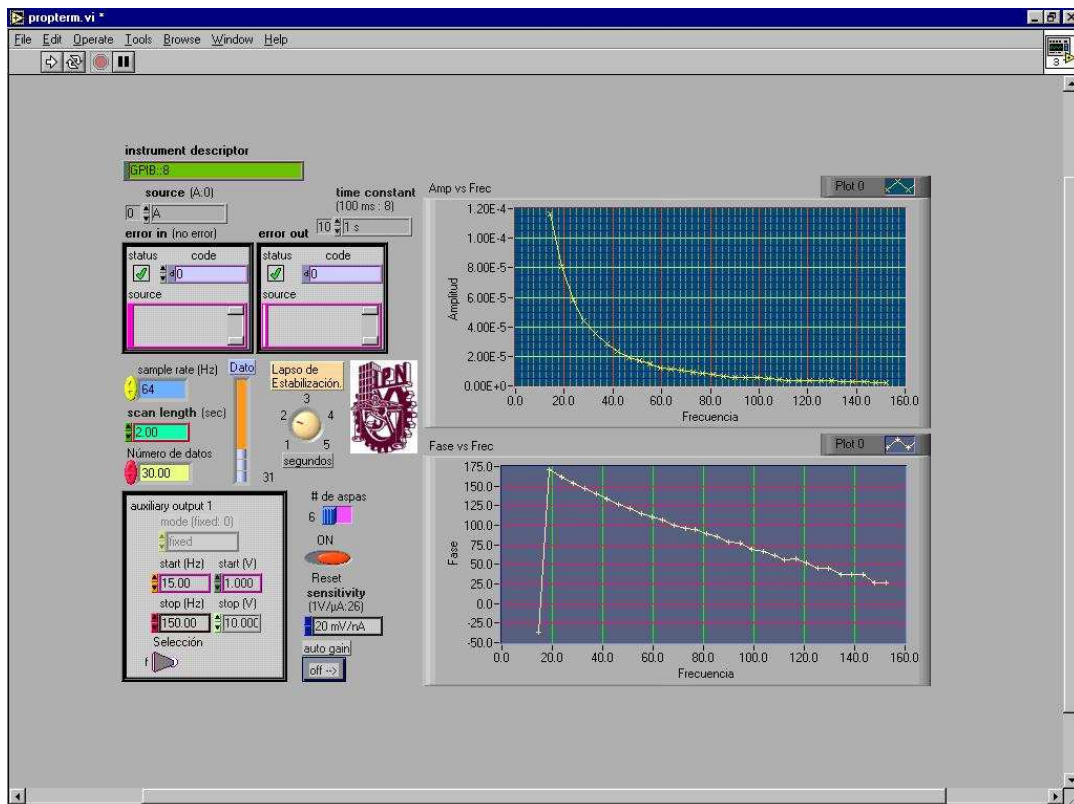 propterm.vi *
File Edit Operate Tools Browse Window Help
3
instrument descriptor
GPIB::8
source (A:0)
0 A
time constant
(100 ms : 8)
10 1 s
error in (no error)
status code
d0
source
error out
status code
d0
source
sample rate (Hz)
64
scan length (sec)
2.00
Número de datos
30.00
Dato
31
Lapso de
Estabilización.
1 2 3 4 5
segundos
IPN
auxiliary output 1
mode (fixed: 0)
fixed
start (Hz) start (V)
15.00 1.000
stop (Hz) stop (V)
150.00 10.000
Selección
f
# de aspas
6
ON
Reset
sensitivity
(1V/µA:26)
20 mV/nA
auto gain
off -->
Amp vs Frec
Plot 0
Amplitud
1.20E-4
1.00E-4
8.00E-5
6.00E-5
4.00E-5
2.00E-5
0.00E+0
0.0 20.0 40.0 60.0 80.0 100.0 120.0 140.0 160.0
Frecuencia
Fase vs Frec
Plot 0
Fase
175.0
150.0
125.0
100.0
75.0
50.0
25.0
0.0
-25.0
-50.0
0.0 20.0 40.0 60.0 80.0 100.0 120.0 140.0 160.0
Frecuencia